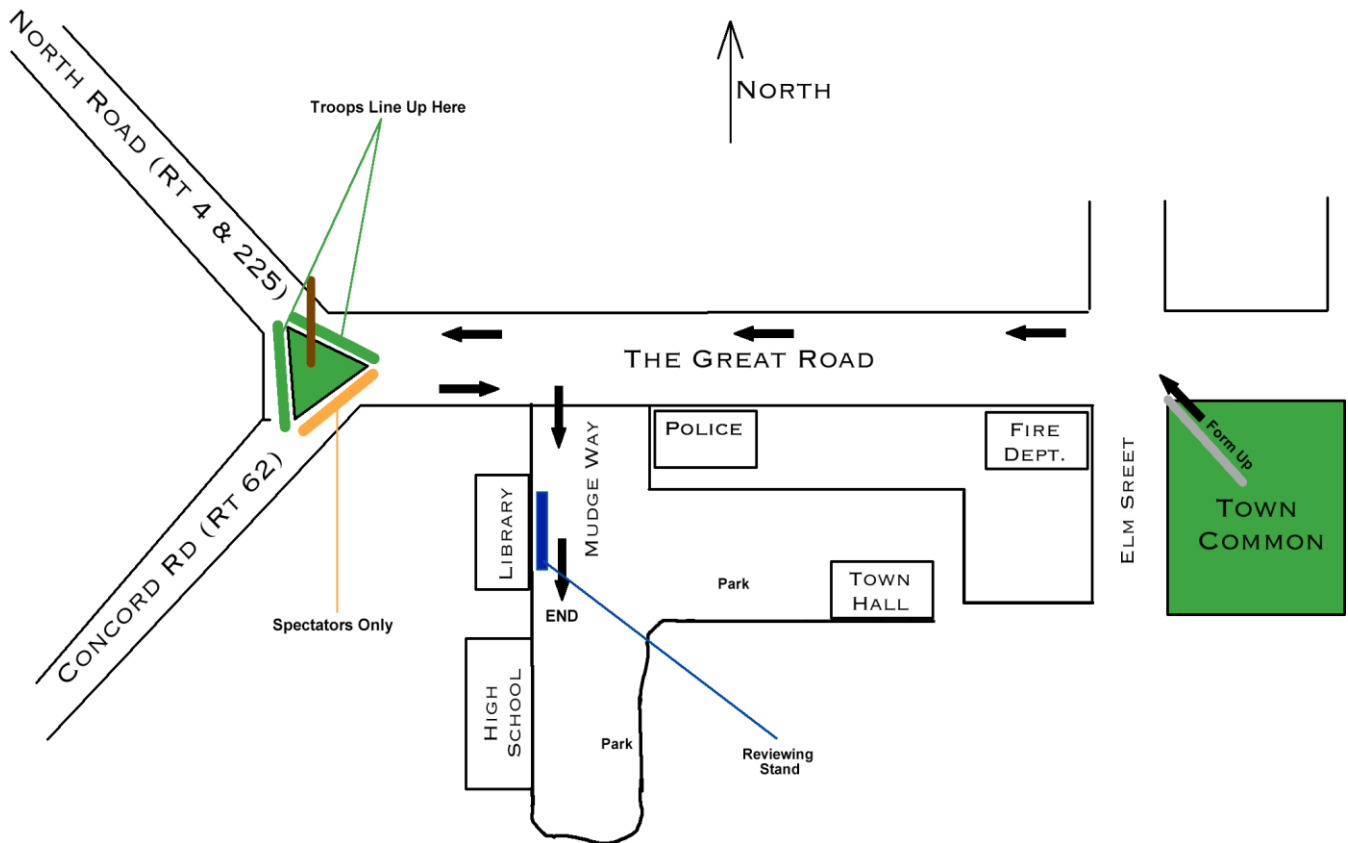 North Road (Rt 4 & 225)
Troops Line Up Here
North
The Great Road
Police
Fire
Dept.
Form Up
Town
Common
Elm Sreet
Mudge Way
Library
Concord Rd (Rt 62)
Spectators Only
Park
Town
Hall
END
High
School
Park
Reviewing
Stand